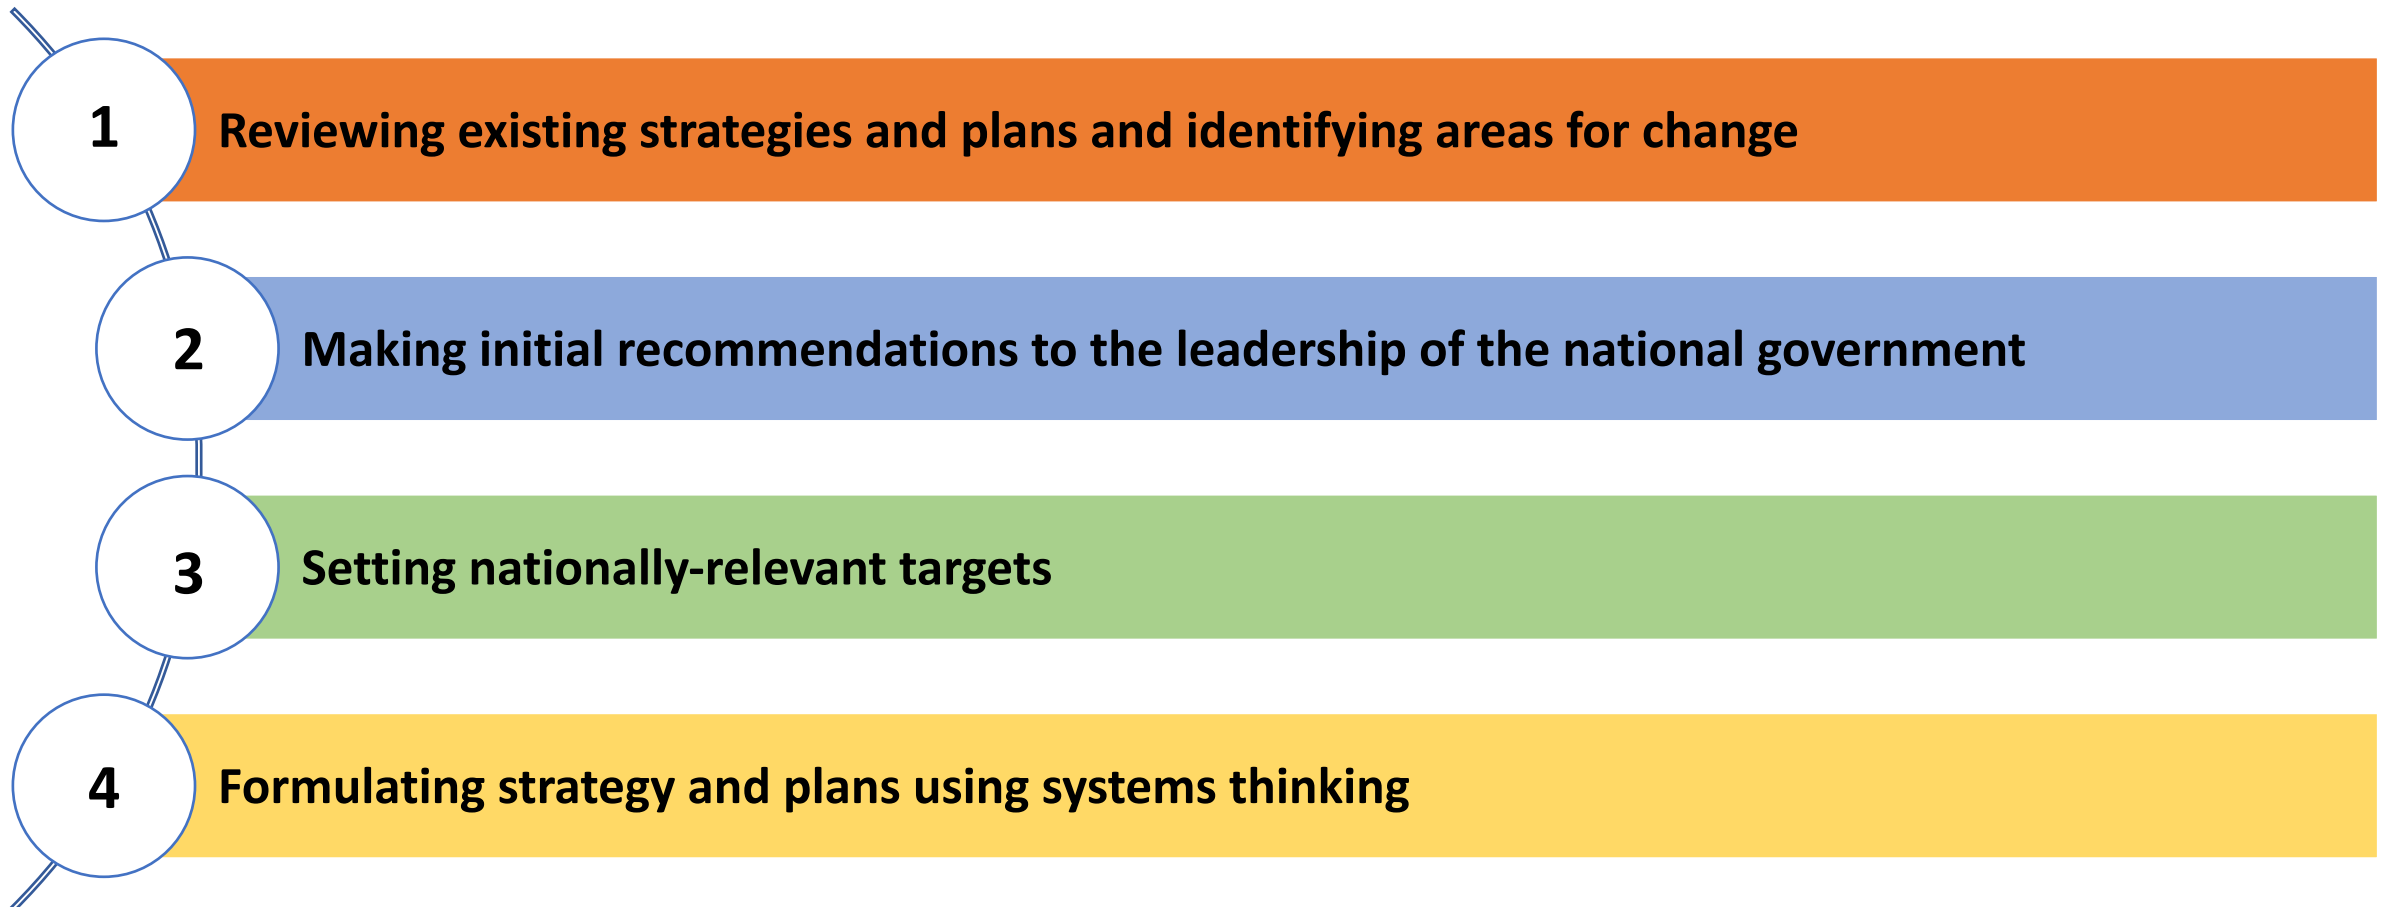 1
Reviewing existing strategies and plans and identifying areas for change
2
Making initial recommendations to the leadership of the national government
3
Setting nationally-relevant targets
4
Formulating strategy and plans using systems thinking